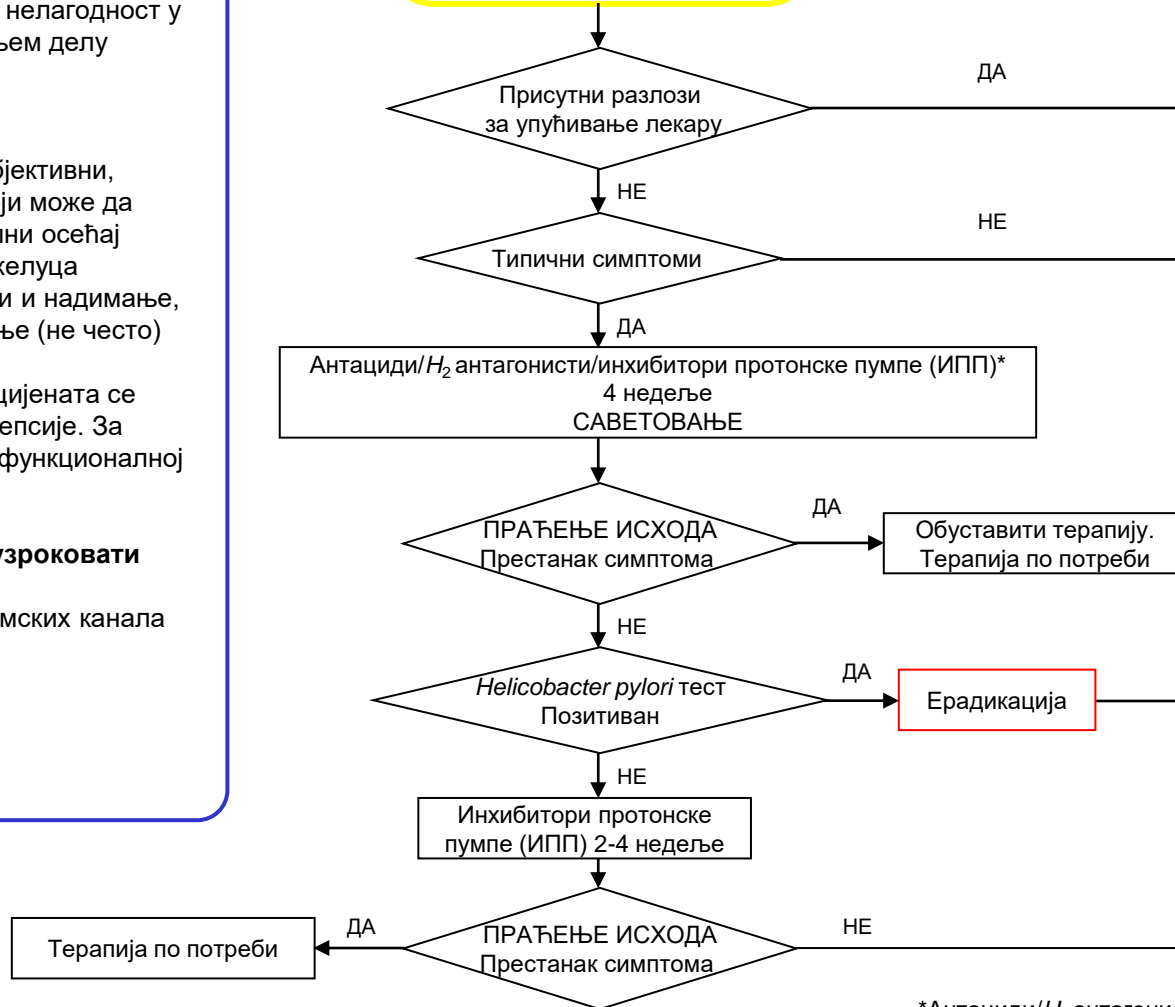 нелагодност у
ем делу
бјективни,
ји може да
лни осећај
желуца
и и надимање,
ње (не често)
цијената се
епсије. За
функционалној
узроковати
мских канала
Присутни разлози
за упућивање лекару
ДА
НЕ
Типични симптоми
НЕ
ДА
Антациди/H₂ антагонисти/инхибитори протонске пумпе (ИПП)*
4 недеље
САВЕТОВАЊЕ
ПРАЋЕЊЕ ИСХОДА
Престанак симптома
ДА
Обуставити терапију.
Терапија по потреби
НЕ
Helicobacter pylori тест
Позитиван
ДА
Ерадикација
НЕ
Инхибитори протонске
пумпе (ИПП) 2-4 недеље
ПРАЋЕЊЕ ИСХОДА
Престанак симптома
ДА
Терапија по потреби
НЕ
*Антациди/H